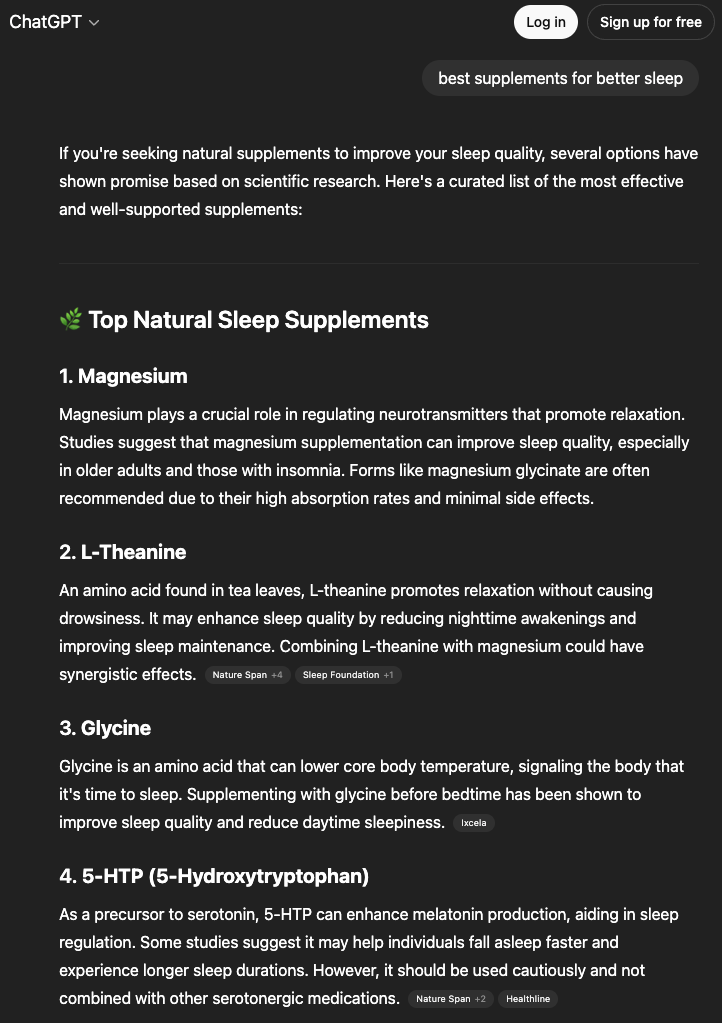 ChatGPT
Log in
Sign up for free
best supplements for better sleep
If you're seeking natural supplements to improve your sleep quality, several options have
shown promise based on scientific research. Here's a curated list of the most effective
and well-supported supplements:
🌿 Top Natural Sleep Supplements
1. Magnesium
Magnesium plays a crucial role in regulating neurotransmitters that promote relaxation.
Studies suggest that magnesium supplementation can improve sleep quality, especially
in older adults and those with insomnia. Forms like magnesium glycinate are often
recommended due to their high absorption rates and minimal side effects.
2. L-Theanine
An amino acid found in tea leaves, L-theanine promotes relaxation without causing
drowsiness. It may enhance sleep quality by reducing nighttime awakenings and
improving sleep maintenance. Combining L-theanine with magnesium could have
synergistic effects. Nature Span +4 Sleep Foundation +1
3. Glycine
Glycine is an amino acid that can lower core body temperature, signaling the body that
it's time to sleep. Supplementing with glycine before bedtime has been shown to
improve sleep quality and reduce daytime sleepiness. Ixcela
4. 5-HTP (5-Hydroxytryptophan)
As a precursor to serotonin, 5-HTP can enhance melatonin production, aiding in sleep
regulation. Some studies suggest it may help individuals fall asleep faster and
experience longer sleep durations. However, it should be used cautiously and not
combined with other serotonergic medications. Nature Span +2 Healthline